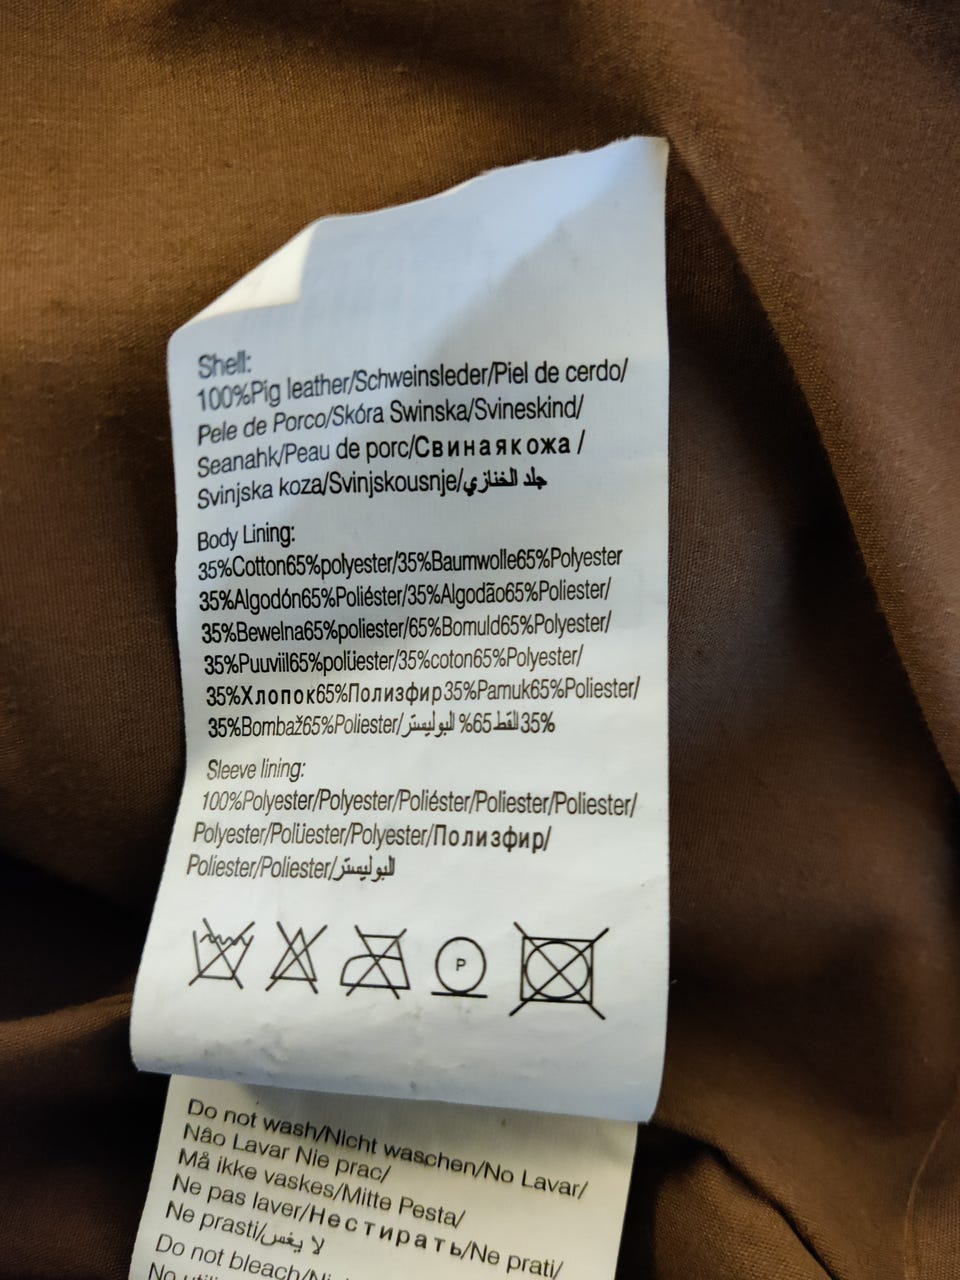 Shell:
100%Pig leather/Schweinsleder/Piel de cerdo/
Pele de Porco/Skóra Swinska/Svineskind/
Seanahk/Peau de porc/Свинаякожа /
Svinjska koza/Svinjskousnje/جلد الخنازي
Body Lining:
35%Cotton65%polyester/35%Baumwolle65%Polyester
35%Algodón65%Poliéster/35%Algodão65%Poliester/
35%Bewelna65%poliester/65%Bomuld65%Polyester/
35%Puuviil65%polüester/35%coton65%Polyester/
35%Хлопок65%Полизфир35%Pamuk65%Poliester/
35%Bombaž65%Poliester/البوليستر %65القط35%
Sleeve lining:
100%Polyester/Polyester/Poliéster/Poliester/Poliester/
Polyester/Polüester/Polyester/Полизфир/
Poliester/Poliester/البوليستر
P
Do not wash/Nicht waschen/No Lavar/
Não Lavar Nie prac/
Må ikke vaskes/Mitte Pesta/
Ne pas laver/Нестирать/Ne prati/
Ne prasti/لا يغس
Do not bleach/
No